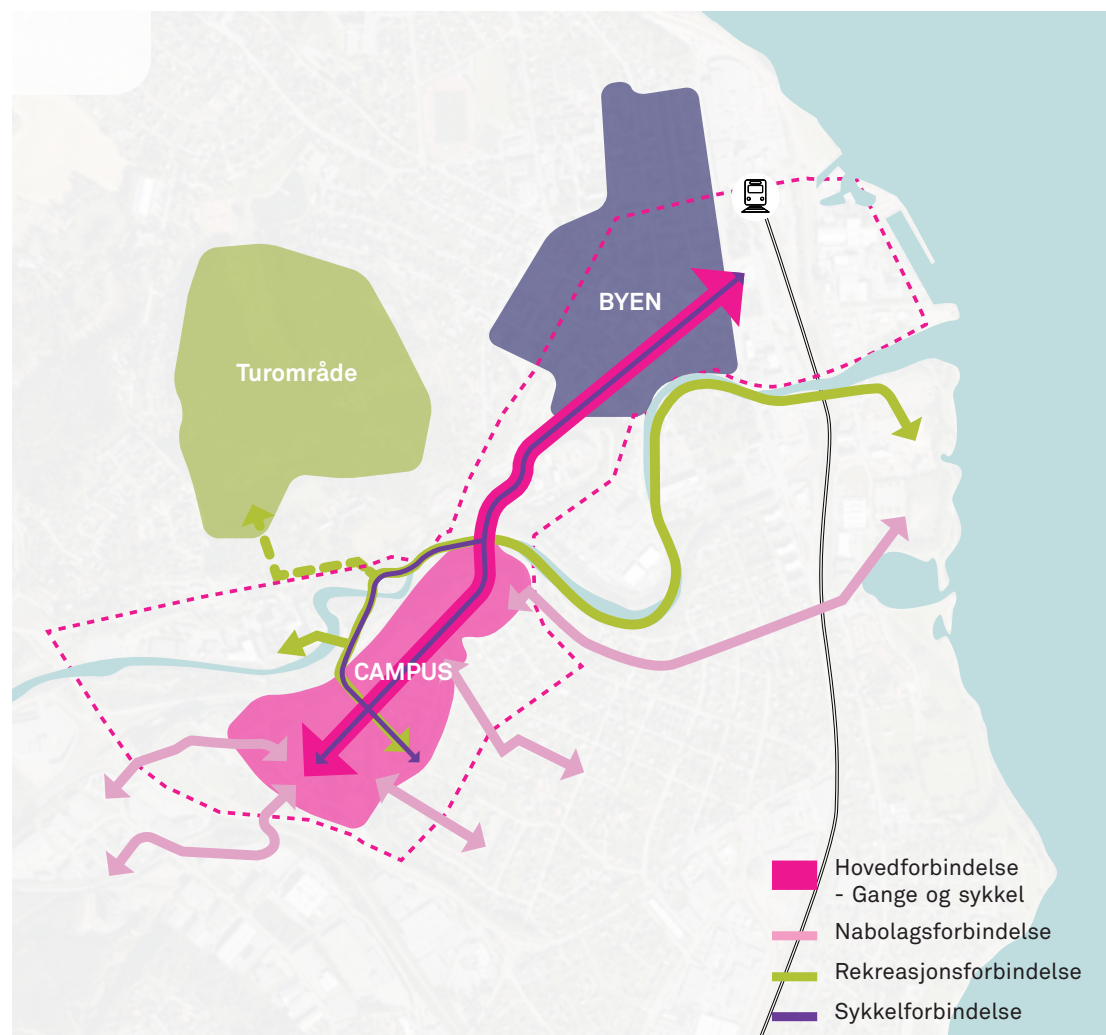 BYEN
Turområde
CAMPUS
Hovedforbindelse
- Gange og sykkel
Nabolagsforbindelse
Rekreasjonsforbindelse
Sykkelforbindelse